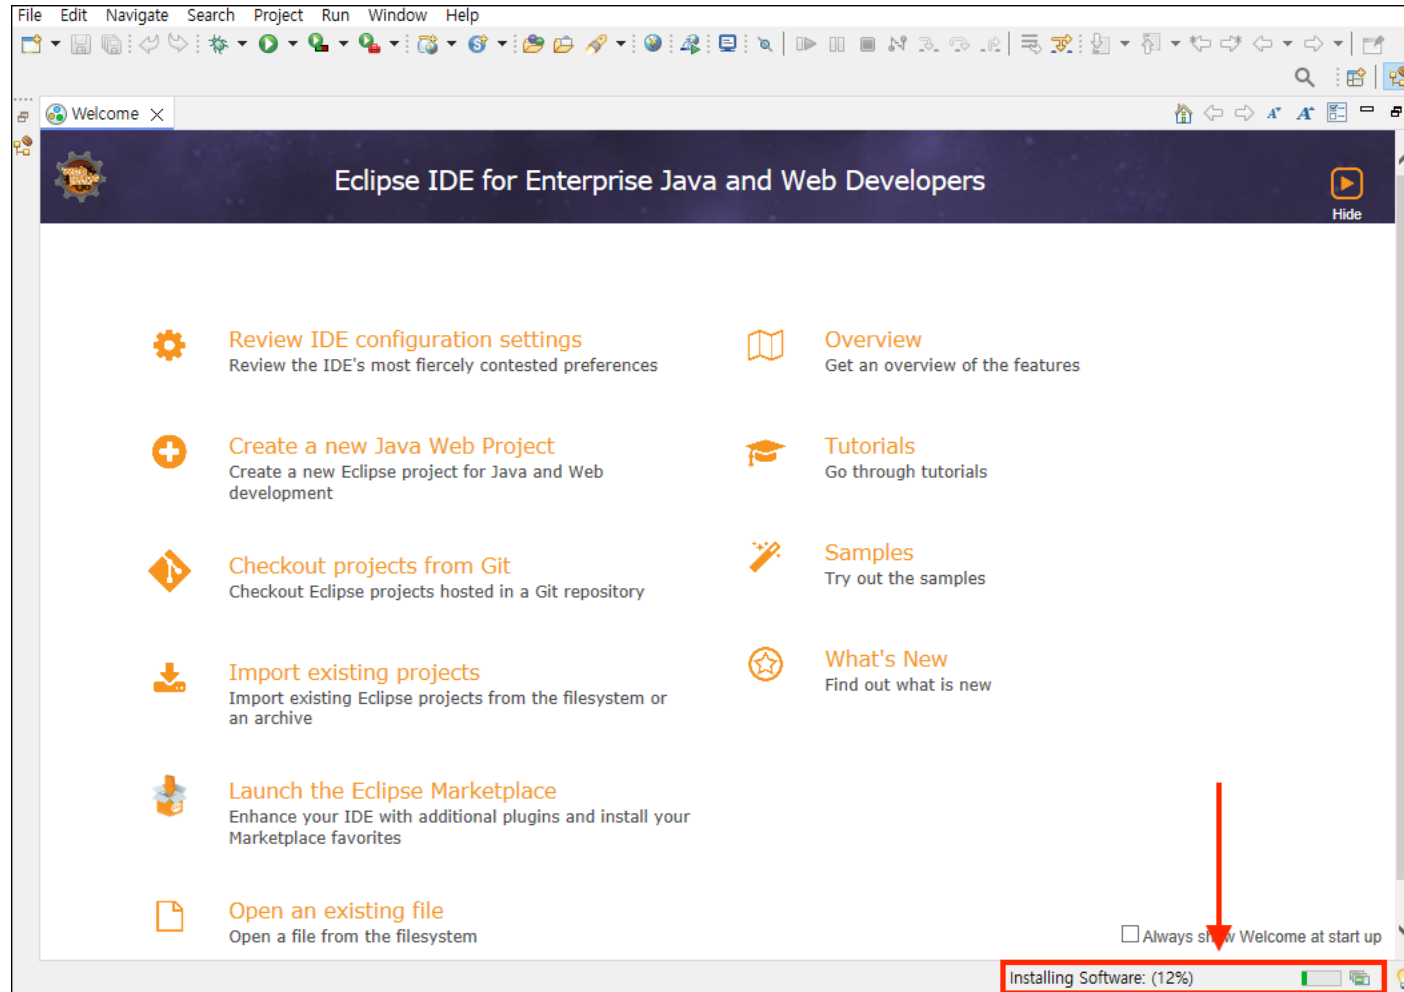 File Edit Navigate Search Project Run Window Help
Welcome
Eclipse IDE for Enterprise Java and Web Developers
Hide
Review IDE configuration settings
Review the IDE's most fiercely contested preferences
Create a new Java Web Project
Create a new Eclipse project for Java and Web
development
Checkout projects from Git
Checkout Eclipse projects hosted in a Git repository
Import existing projects
Import existing Eclipse projects from the filesystem or
an archive
Launch the Eclipse Marketplace
Enhance your IDE with additional plugins and install your
Marketplace favorites
Open an existing file
Open a file from the filesystem
Overview
Get an overview of the features
Tutorials
Go through tutorials
Samples
Try out the samples
What's New
Find out what is new
Always show Welcome at start up
Installing Software: (12%)